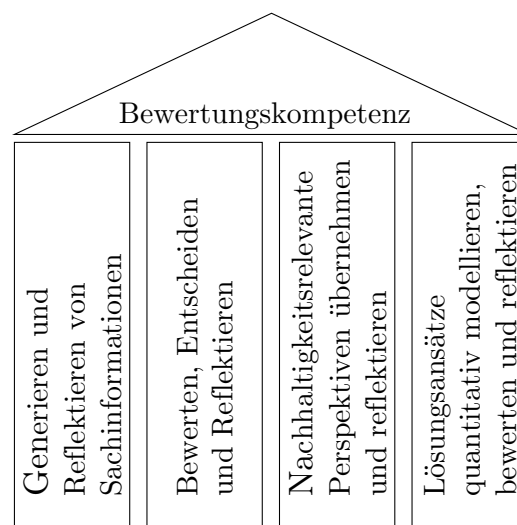 Bewertungskompetenz
Generieren und
Reflektieren von
Sachinformationen
Bewerten, Entscheiden
und Reflektieren
Nachhaltigkeitsrelevante
Perspektiven übernehmen
und reflektieren
Lösungsansätze
quantitativ modellieren,
bewerten und reflektieren